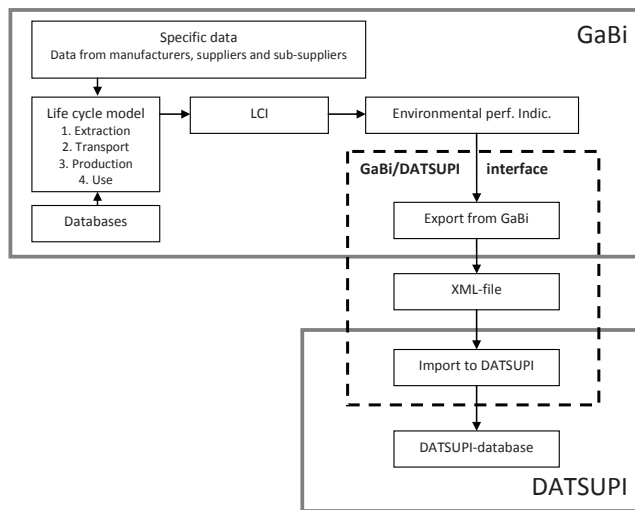 GaBi
Specific data
Data from manufacturers, suppliers and sub-suppliers
Life cycle model
1. Extraction
2. Transport
3. Production
4. Use
LCI
Environmental perf. Indic.
Databases
GaBi/DATSUPI interface
Export from GaBi
XML-file
Import to DATSUPI
DATSUPI-database
DATSUPI